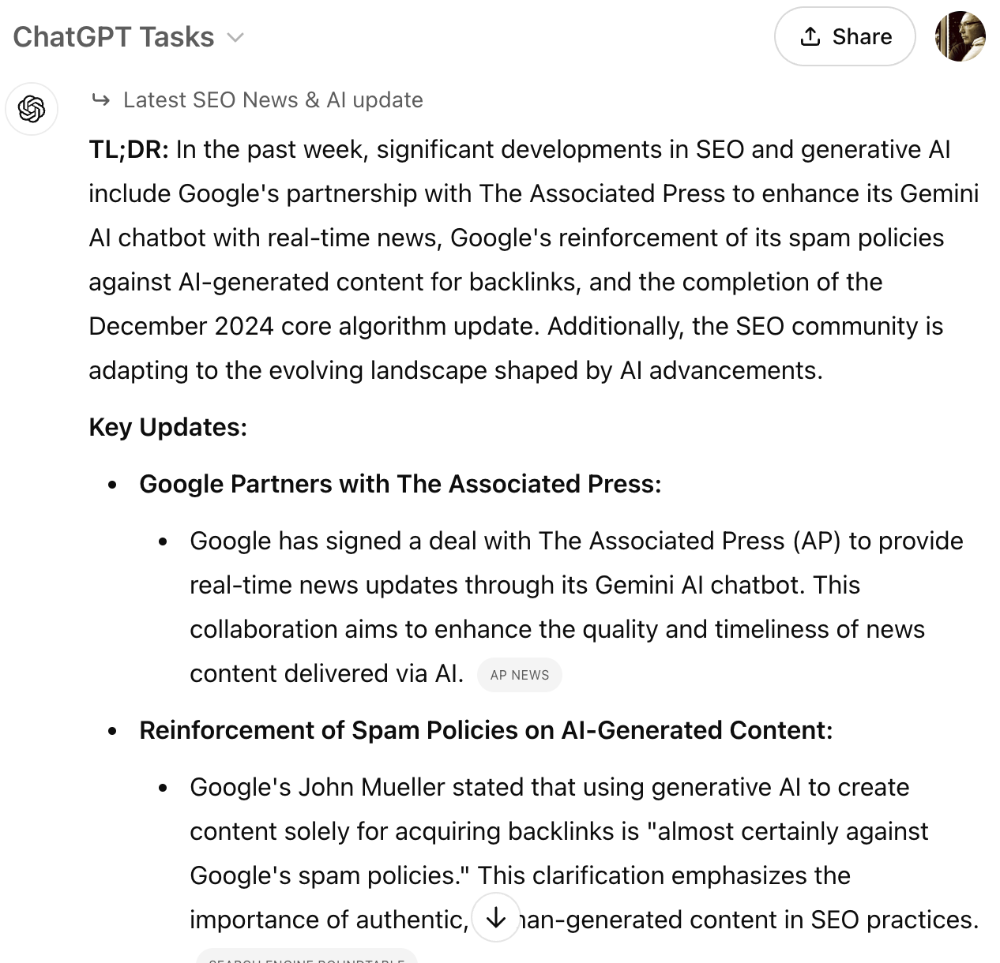 ChatGPT Tasks
Share
Latest SEO News & AI update
TL;DR: In the past week, significant developments in SEO and generative AI
include Google's partnership with The Associated Press to enhance its Gemini
AI chatbot with real-time news, Google's reinforcement of its spam policies
against AI-generated content for backlinks, and the completion of the
December 2024 core algorithm update. Additionally, the SEO community is
adapting to the evolving landscape shaped by AI advancements.
Key Updates:
• Google Partners with The Associated Press:
• Google has signed a deal with The Associated Press (AP) to provide
real-time news updates through its Gemini AI chatbot. This
collaboration aims to enhance the quality and timeliness of news
content delivered via AI. AP NEWS
• Reinforcement of Spam Policies on AI-Generated Content:
• Google's John Mueller stated that using generative AI to create
content solely for acquiring backlinks is "almost certainly against
Google's spam policies." This clarification emphasizes the
importance of authentic, an-generated content in SEO practices.
SEARCH ENGINE ROUNDTABLE